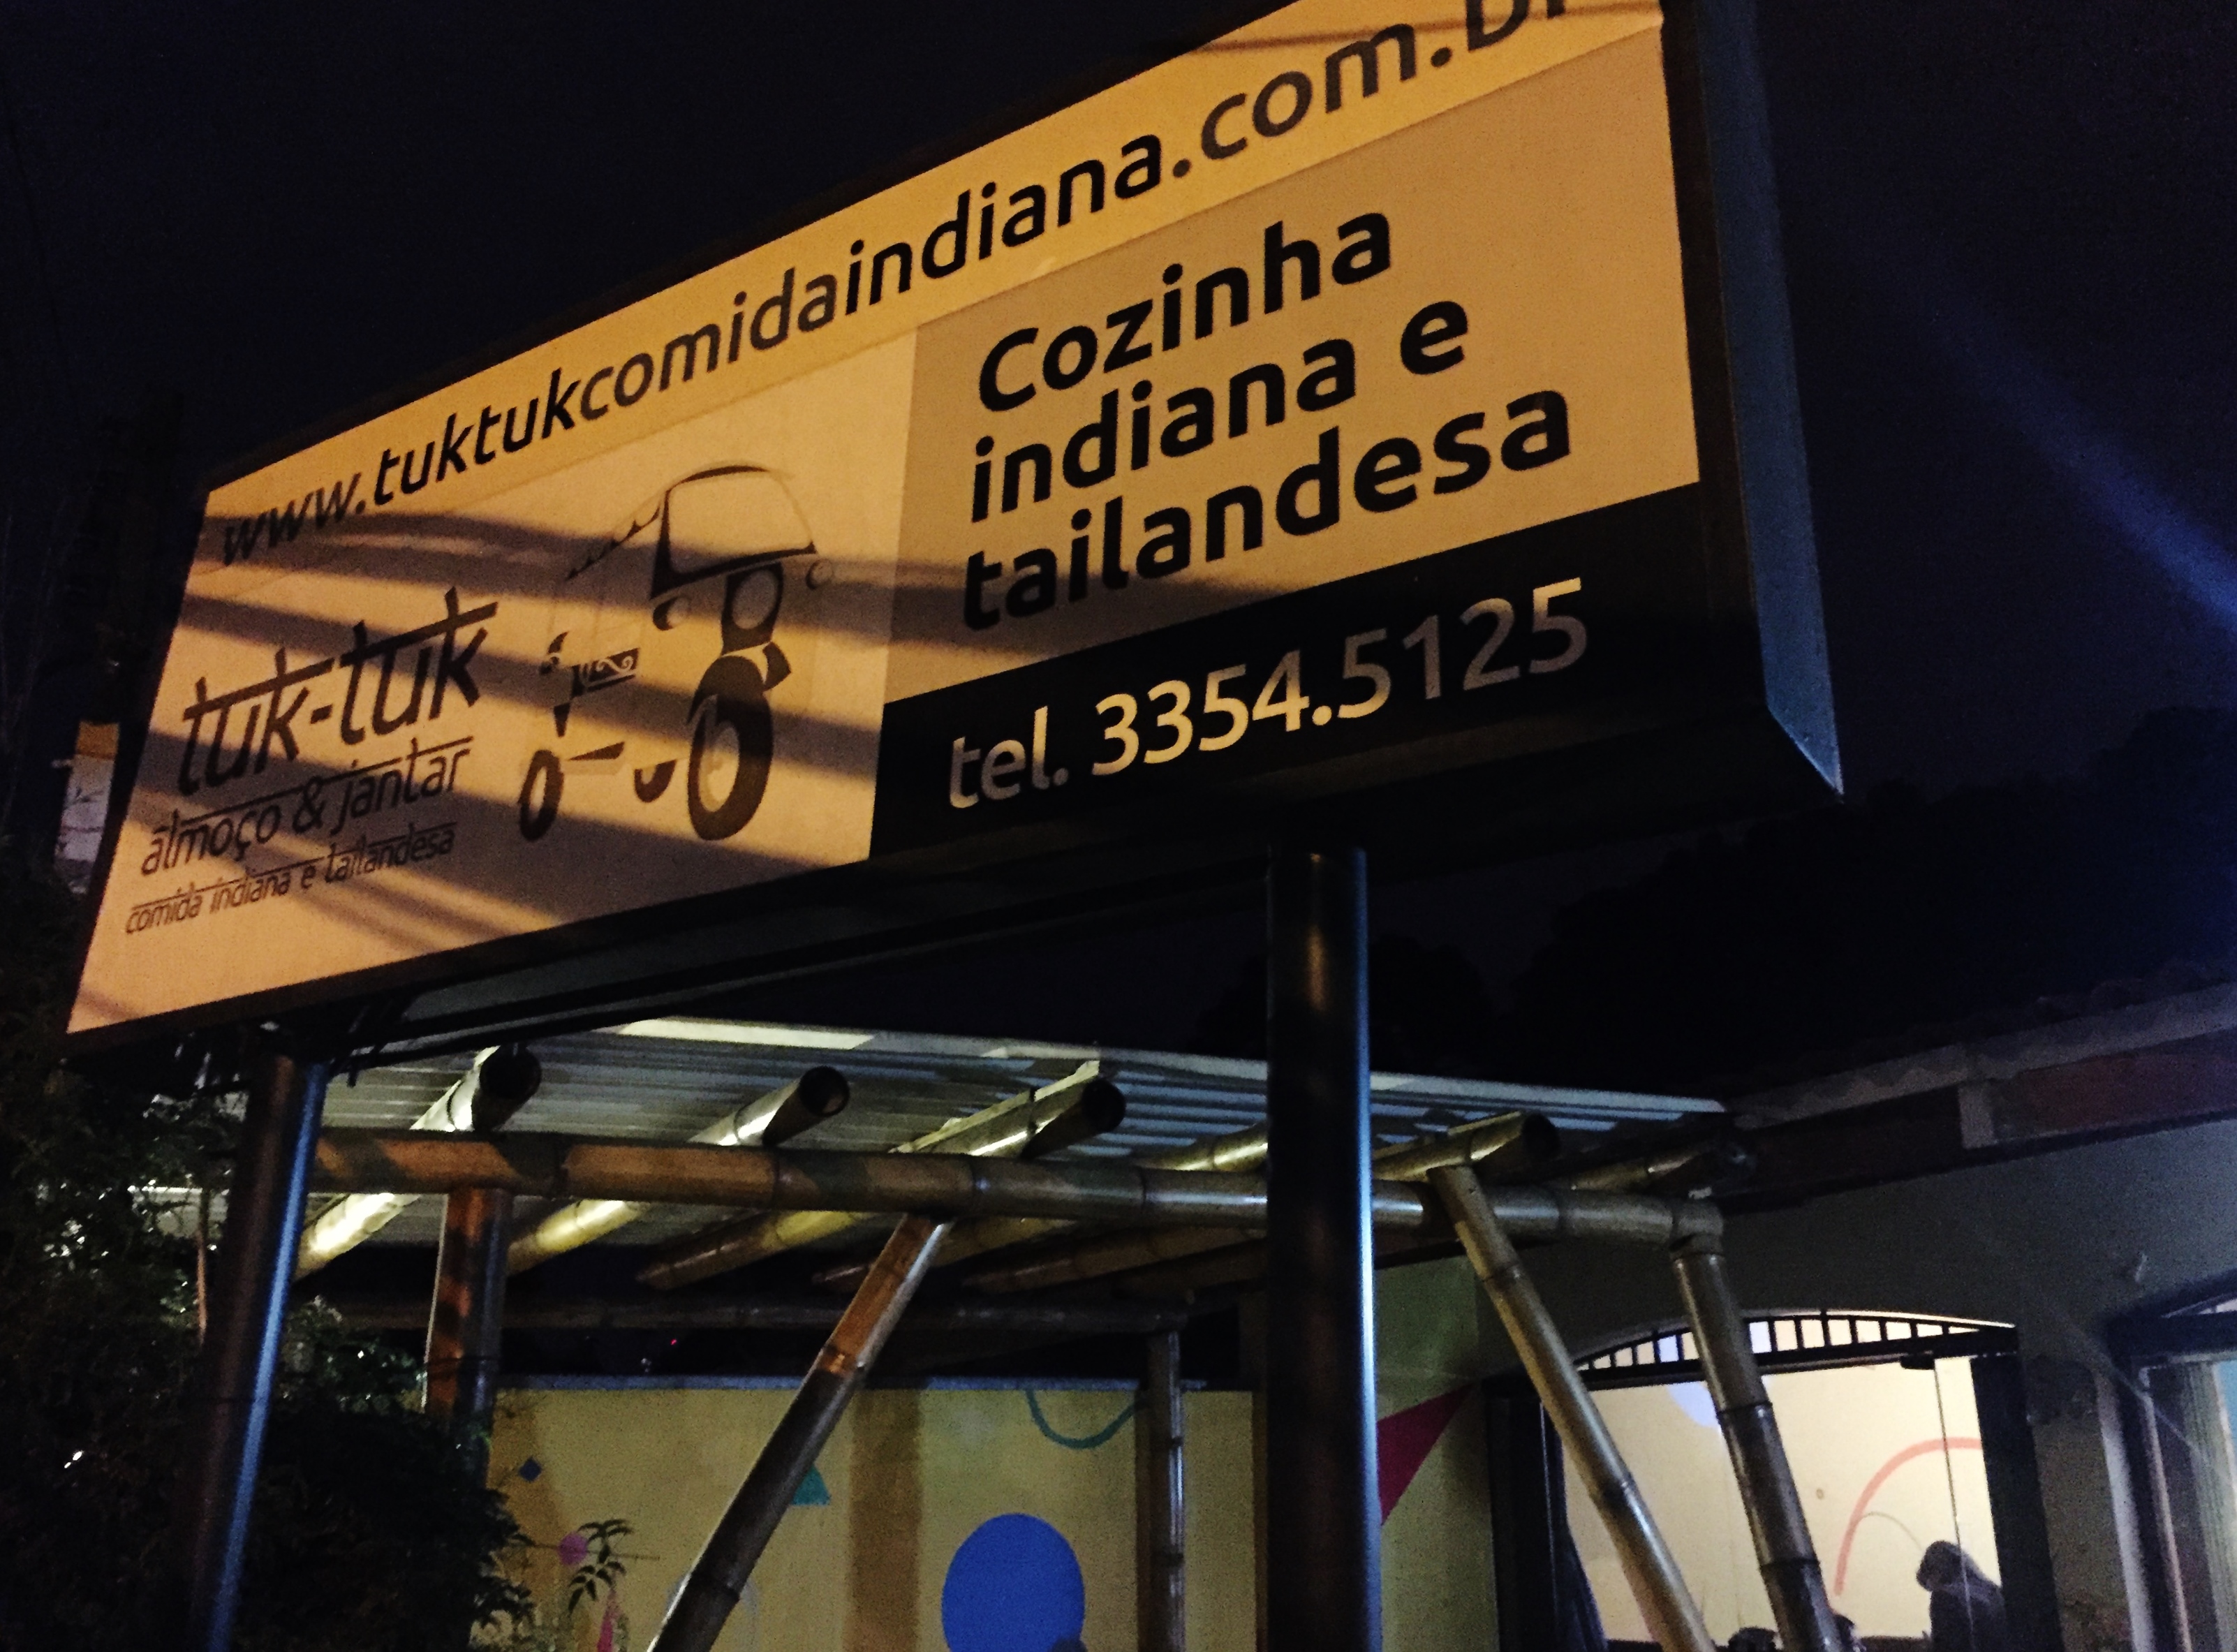 www.tuktukcomidaindiana.com.br
tuk-tuk
almoço & jantar
comida indiana e tailandesa
Cozinha
indiana e
tailandesa
tel. 3354.5125